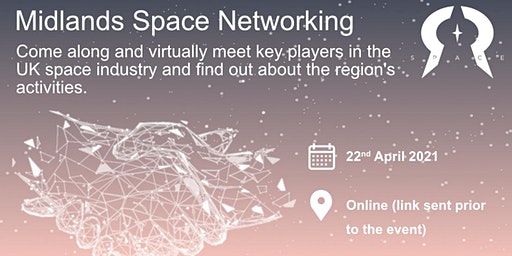 Midlands Space Networking
Come along and virtually meet key players in the
UK space industry and find out about the region's
activities.
SPACE
22nd April 2021
Online (link sent prior
to the event)